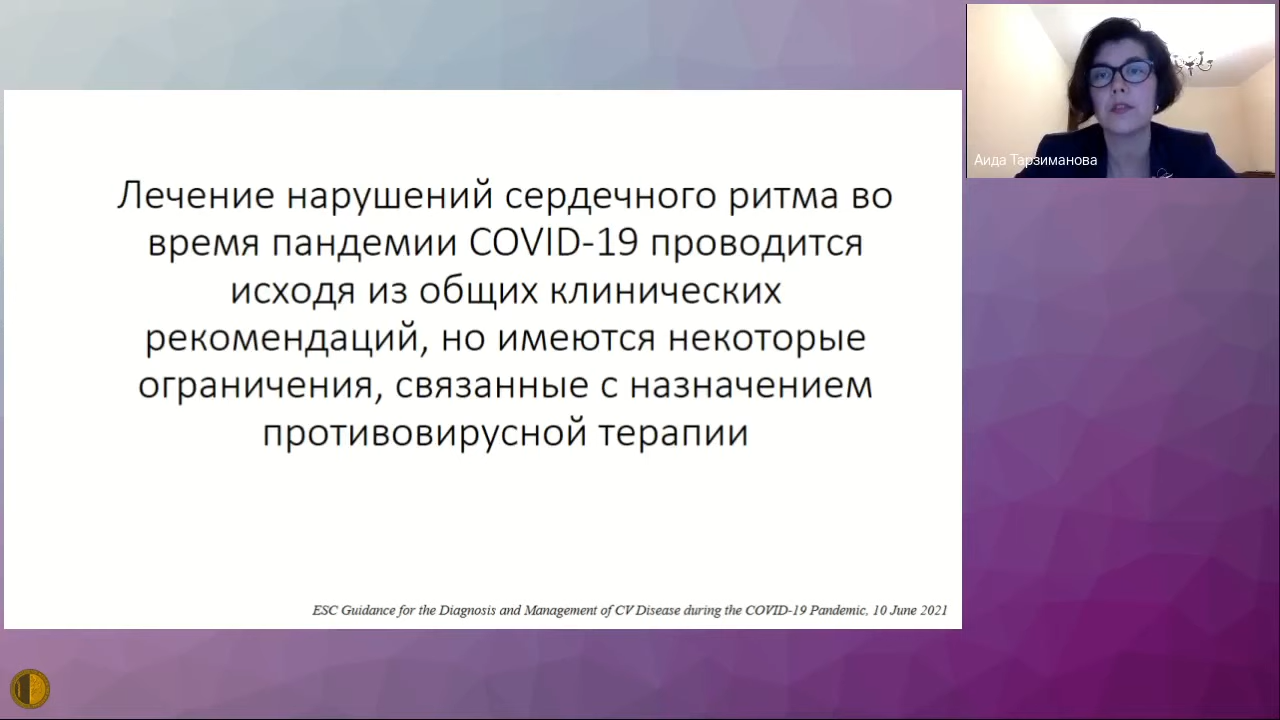 Аида Тарзиманова
Лечение нарушений сердечного ритма во
время пандемии COVID-19 проводится
исходя из общих клинических
рекомендаций, но имеются некоторые
ограничения, связанные с назначением
противовирусной терапии
ESC Guidance for the Diagnosis and Management of CV Disease during the COVID-19 Pandemic, 10 June 2021